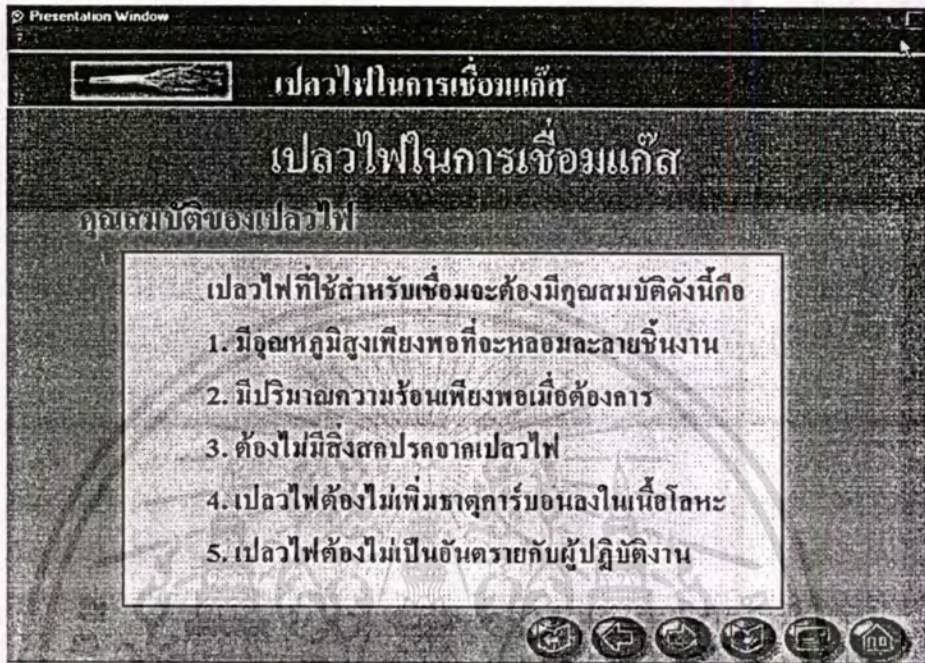 Presentation Window
เปลวไฟในการเชื่อมแก๊ส
เปลวไฟในการเชื่อมแก๊ส
คุณสมบัติของเปลวไฟ
เปลวไฟที่ใช้สำหรับเชื่อมจะต้องมีคุณสมบัติดังนี้คือ
1. มีอุณหภูมิสูงเพียงพอที่จะหลอมละลายชิ้นงาน
2. มีปริมาณความร้อนเพียงพอเมื่อต้องการ
3. ต้องไม่มีสิ่งสกปรกจากเปลวไฟ
4. เปลวไฟต้องไม่เพิ่มธาตุคาร์บอนลงในเนื้อโลหะ
5. เปลวไฟต้องไม่เป็นอันตรายกับผู้ปฏิบัติงาน